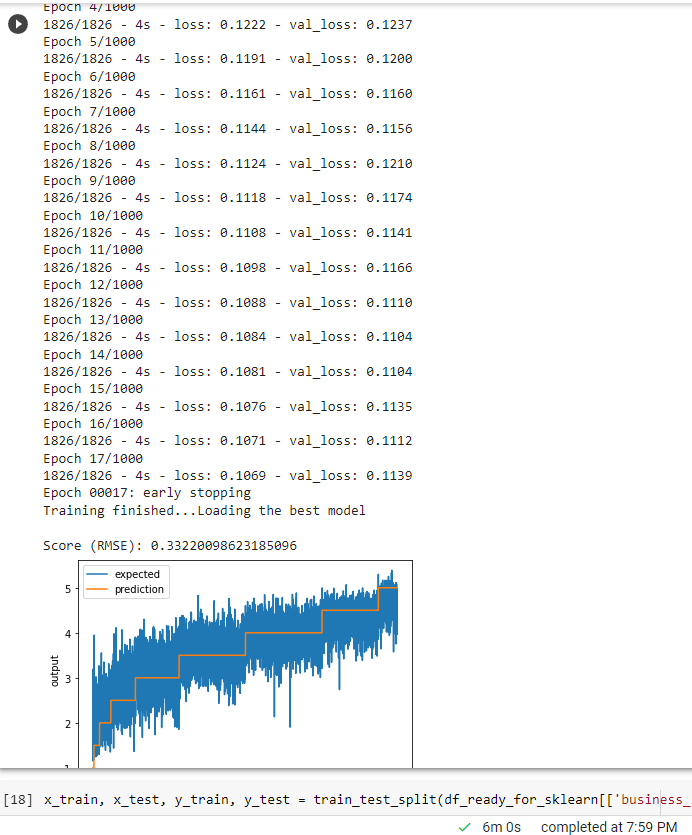 Epoch 4/1000
1826/1826 - 4s - loss: 0.1222 - val_loss: 0.1237
Epoch 5/1000
1826/1826 - 4s - loss: 0.1191 - val_loss: 0.1200
Epoch 6/1000
1826/1826 - 4s - loss: 0.1161 - val_loss: 0.1160
Epoch 7/1000
1826/1826 - 4s - loss: 0.1144 - val_loss: 0.1156
Epoch 8/1000
1826/1826 - 4s - loss: 0.1124 - val_loss: 0.1210
Epoch 9/1000
1826/1826 - 4s - loss: 0.1118 - val_loss: 0.1174
Epoch 10/1000
1826/1826 - 4s - loss: 0.1108 - val_loss: 0.1141
Epoch 11/1000
1826/1826 - 4s - loss: 0.1098 - val_loss: 0.1166
Epoch 12/1000
1826/1826 - 4s - loss: 0.1088 - val_loss: 0.1110
Epoch 13/1000
1826/1826 - 4s - loss: 0.1084 - val_loss: 0.1104
Epoch 14/1000
1826/1826 - 4s - loss: 0.1081 - val_loss: 0.1104
Epoch 15/1000
1826/1826 - 4s - loss: 0.1076 - val_loss: 0.1135
Epoch 16/1000
1826/1826 - 4s - loss: 0.1071 - val_loss: 0.1112
Epoch 17/1000
1826/1826 - 4s - loss: 0.1069 - val_loss: 0.1139
Epoch 00017: early stopping
Training finished...Loading the best model
Score (RMSE): 0.33220098623185096
expected
prediction
5
4
3
2
1
output
[18] x_train, x_test, y_train, y_test = train_test_split(df_ready_for_sklearn[['business_
6m 0s completed at 7:59 PM